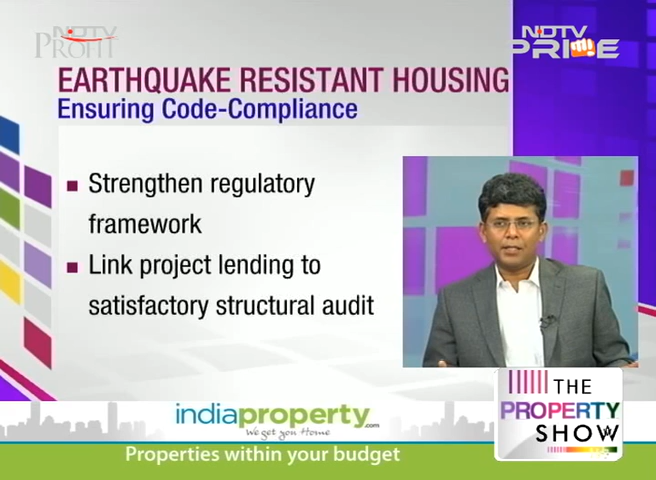 NDTV
PROFIT
NDTV
PRIME
EARTHQUAKE RESISTANT HOUSING
Ensuring Code-Compliance
Strengthen regulatory
framework
Link project lending to
satisfactory structural audit
THE
PROPERTY
SHOW
indiaproperty.com
We get you Home
Properties within your budget